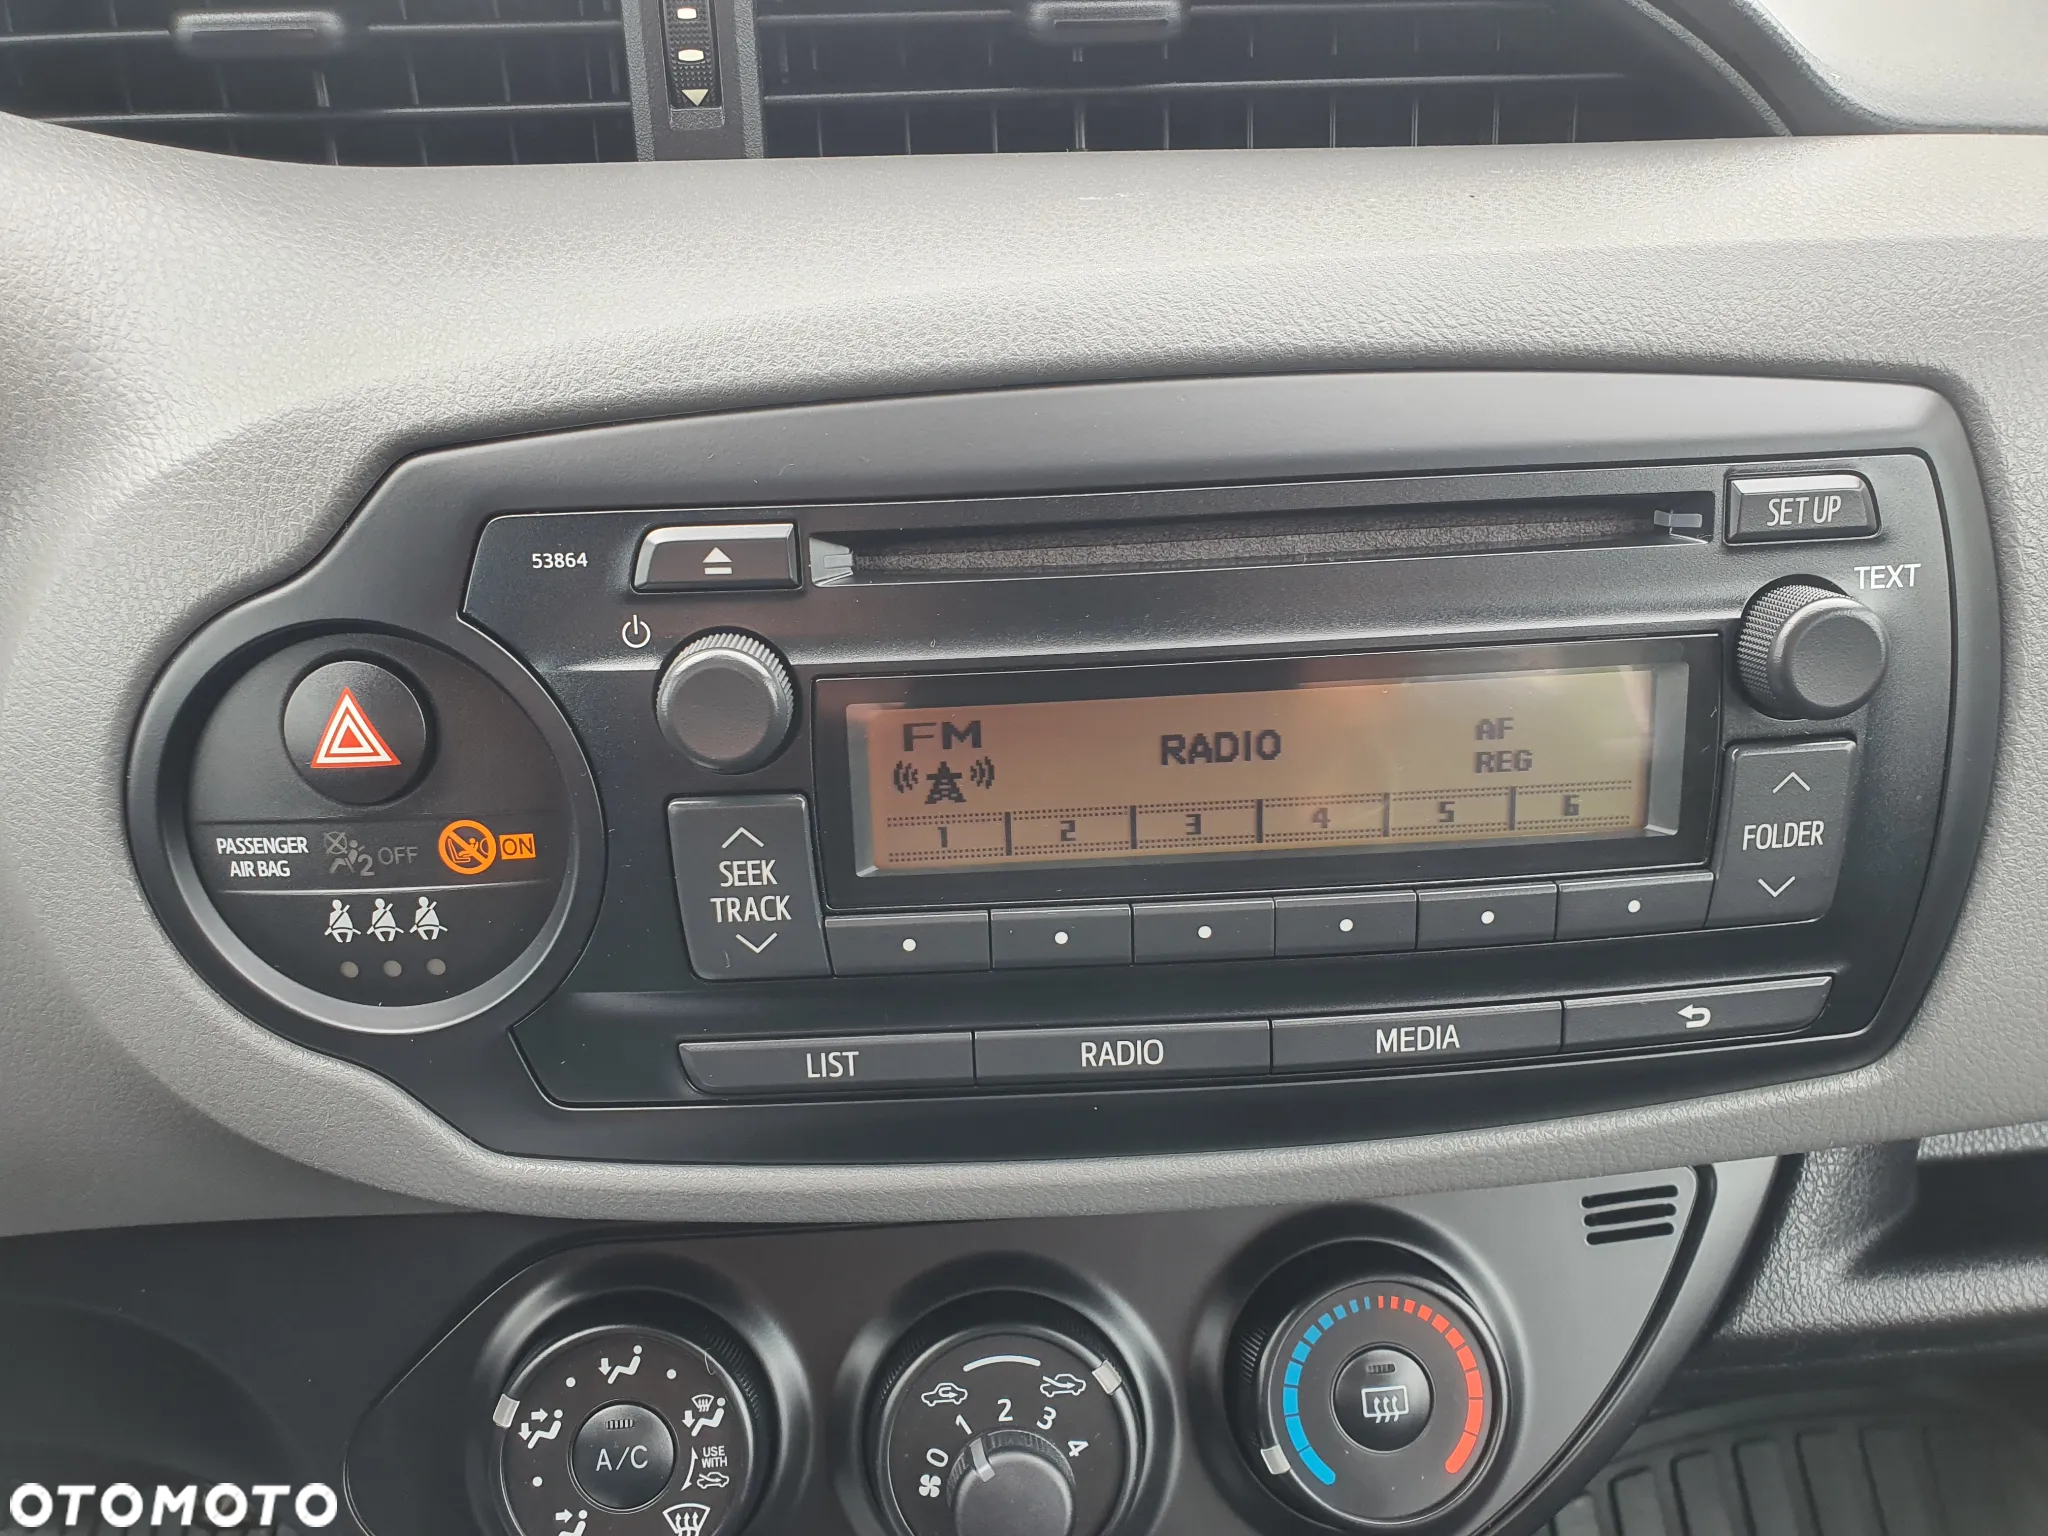 53864
SET UP
TEXT
FM
RADIO
AF
REG
1 2 3 4 5 6
SEEK
TRACK
FOLDER
PASSENGER
AIR BAG
2 OFF
ON
LIST
RADIO
MEDIA
A/C
USE
WITH
0 1 2 3 4
OTOMOTO